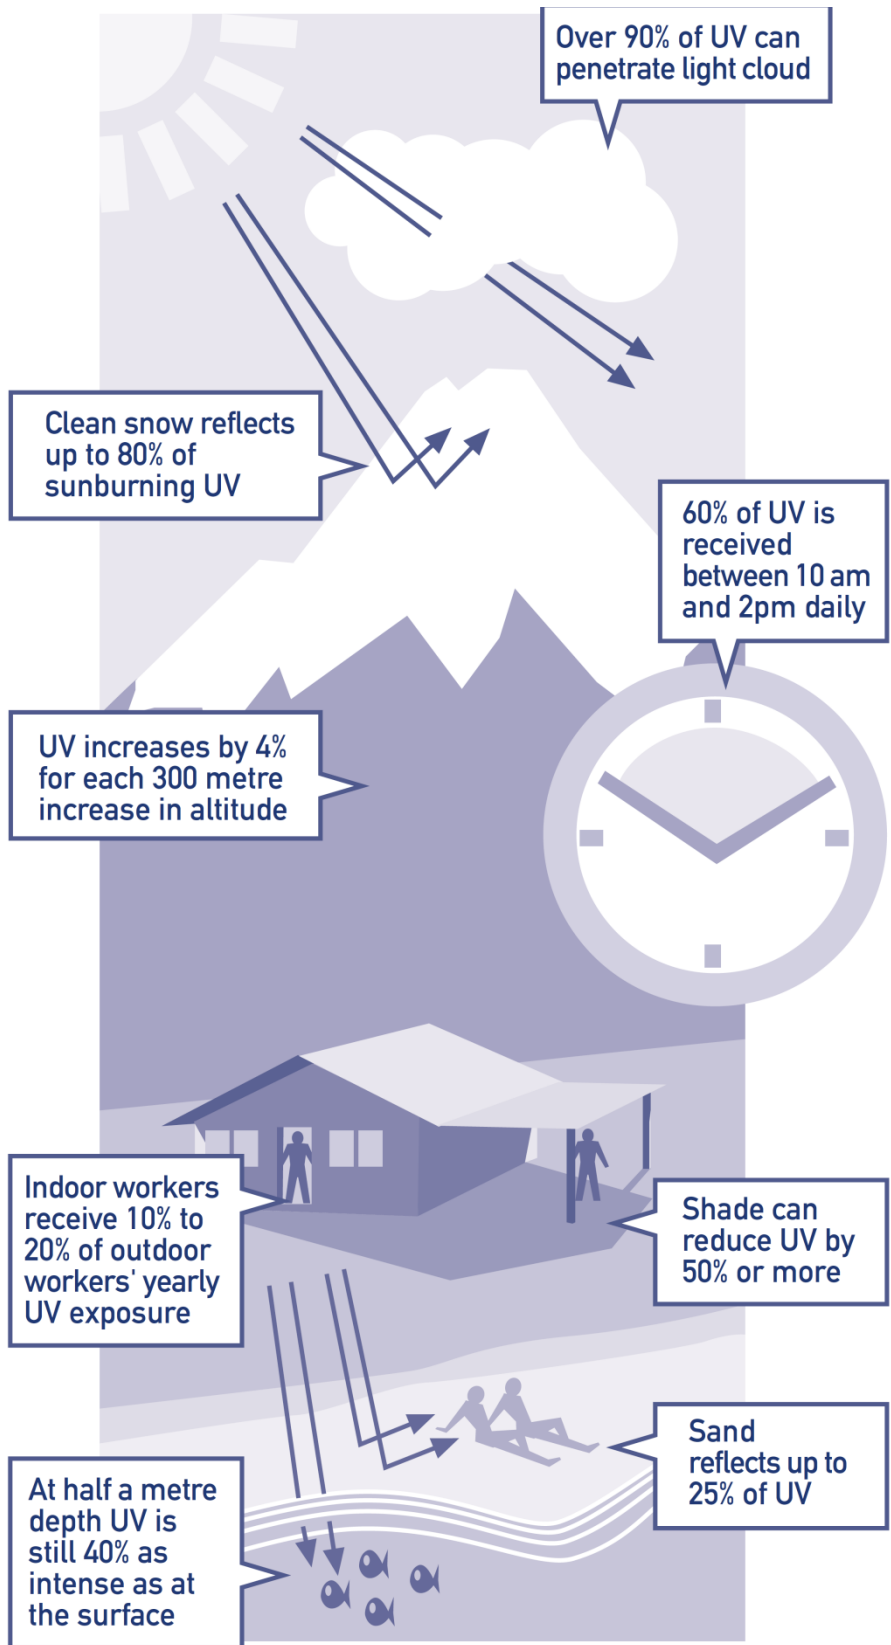 Over 90% of UV can
penetrate light cloud
Clean snow reflects
up to 80% of
sunburning UV
60% of UV is
received
between 10 am
and 2pm daily
UV increases by 4%
for each 300 metre
increase in altitude
Indoor workers
receive 10% to
20% of outdoor
workers' yearly
UV exposure
Shade can
reduce UV by
50% or more
Sand
reflects up to
25% of UV
At half a metre
depth UV is
still 40% as
intense as at
the surface